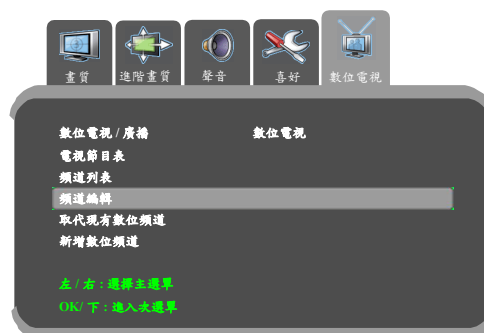 畫質 進階畫質 聲音 喜好 數位電視
數位電視 / 廣播 數位電視
電視節目表
頻道列表
頻道編輯
取代現有數位頻道
新增數位頻道
左 / 右 : 選擇主選單
OK/ 下 : 進入次選單